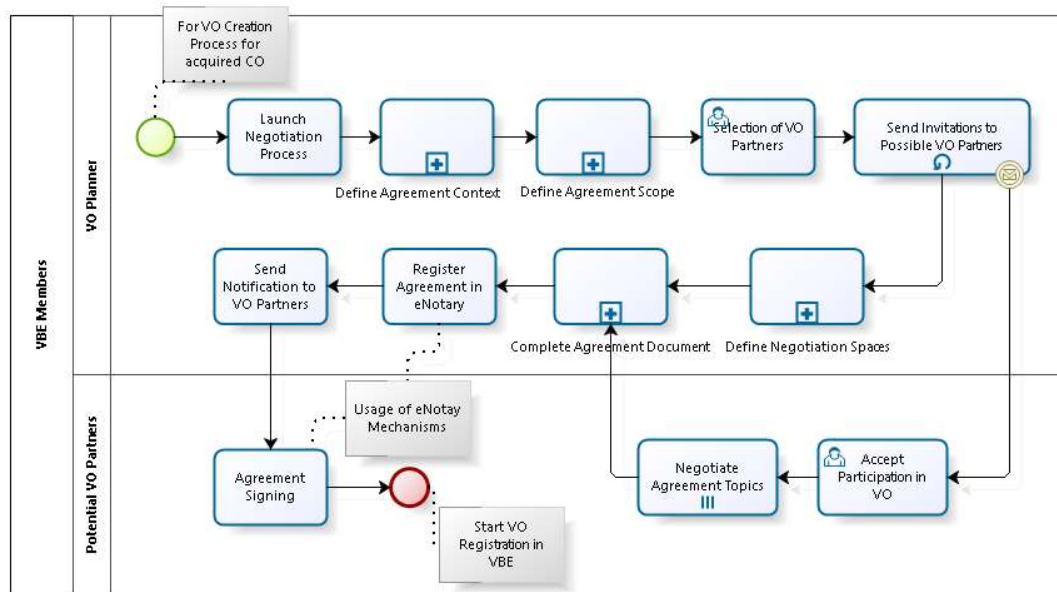 For VO Creation
Process for
acquired CO
VBE Members
VO Planner
Launch
Negotiation
Process
Define Agreement Context
Define Agreement Scope
Selection of VO
Partners
Send Invitations to
Possible VO Partners
Send
Notification to
VO Partners
Register
Agreement in
eNotary
Complete Agreement Document
Define Negotiation Spaces
Potential VO Partners
Usage of eNotay
Mechanisms
Agreement
Signing
Negotiate
Agreement Topics
Accept
Participation in
VO
Start VO
Registration in
VBE